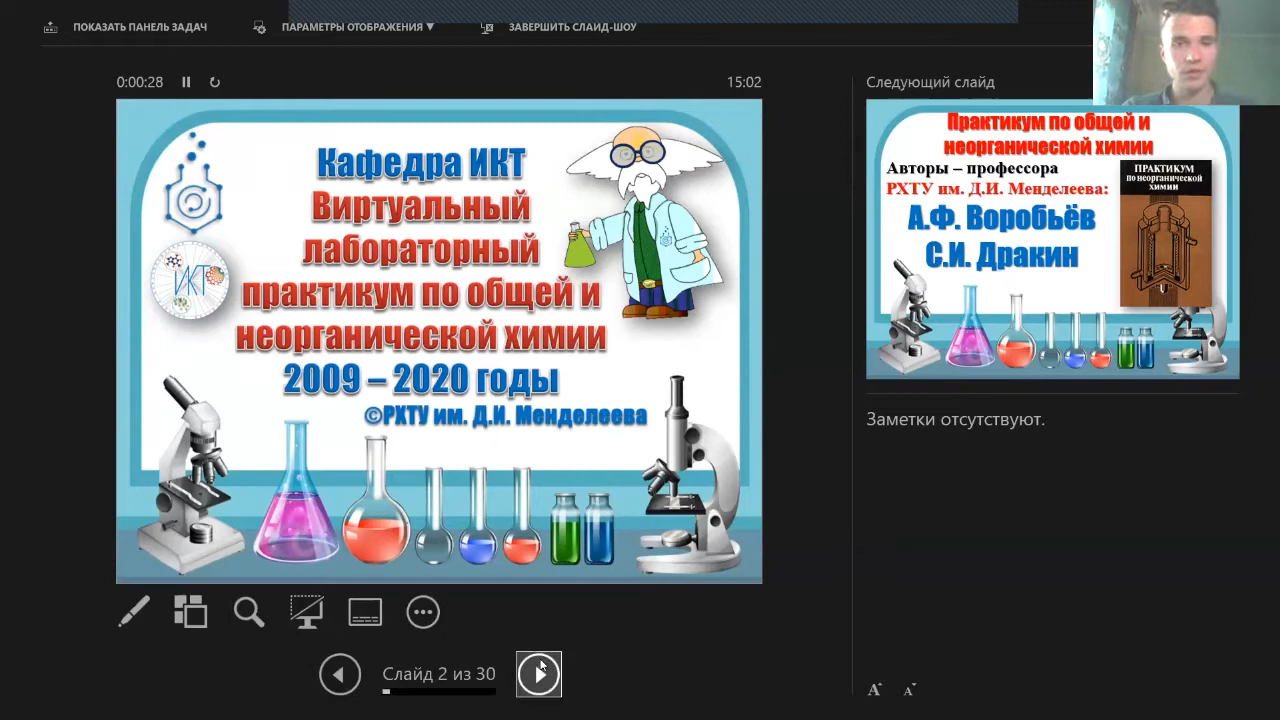 ПОКАЗАТЬ ПАНЕЛЬ ЗАДАЧ
ПАРАМЕТРЫ ОТОБРАЖЕНИЯ ▼
ЗАВЕРШИТЬ СЛАЙД-ШОУ
0:00:28
15:02
Кафедра ИКТ
Виртуальный
лабораторный
практикум по общей и
неорганической химии
2009 – 2020 годы
©РХТУ им. Д.И. Менделеева
ИКТ
Слайд 2 из 30
Следующий слайд
Практикум по общей и
неорганической химии
Авторы – профессора
РХТУ им. Д.И. Менделеева:
А.Ф. Воробьёв
С.И. Дракин
ПРАКТИКУМ
по неорганической
химии
Заметки отсутствуют.
A A